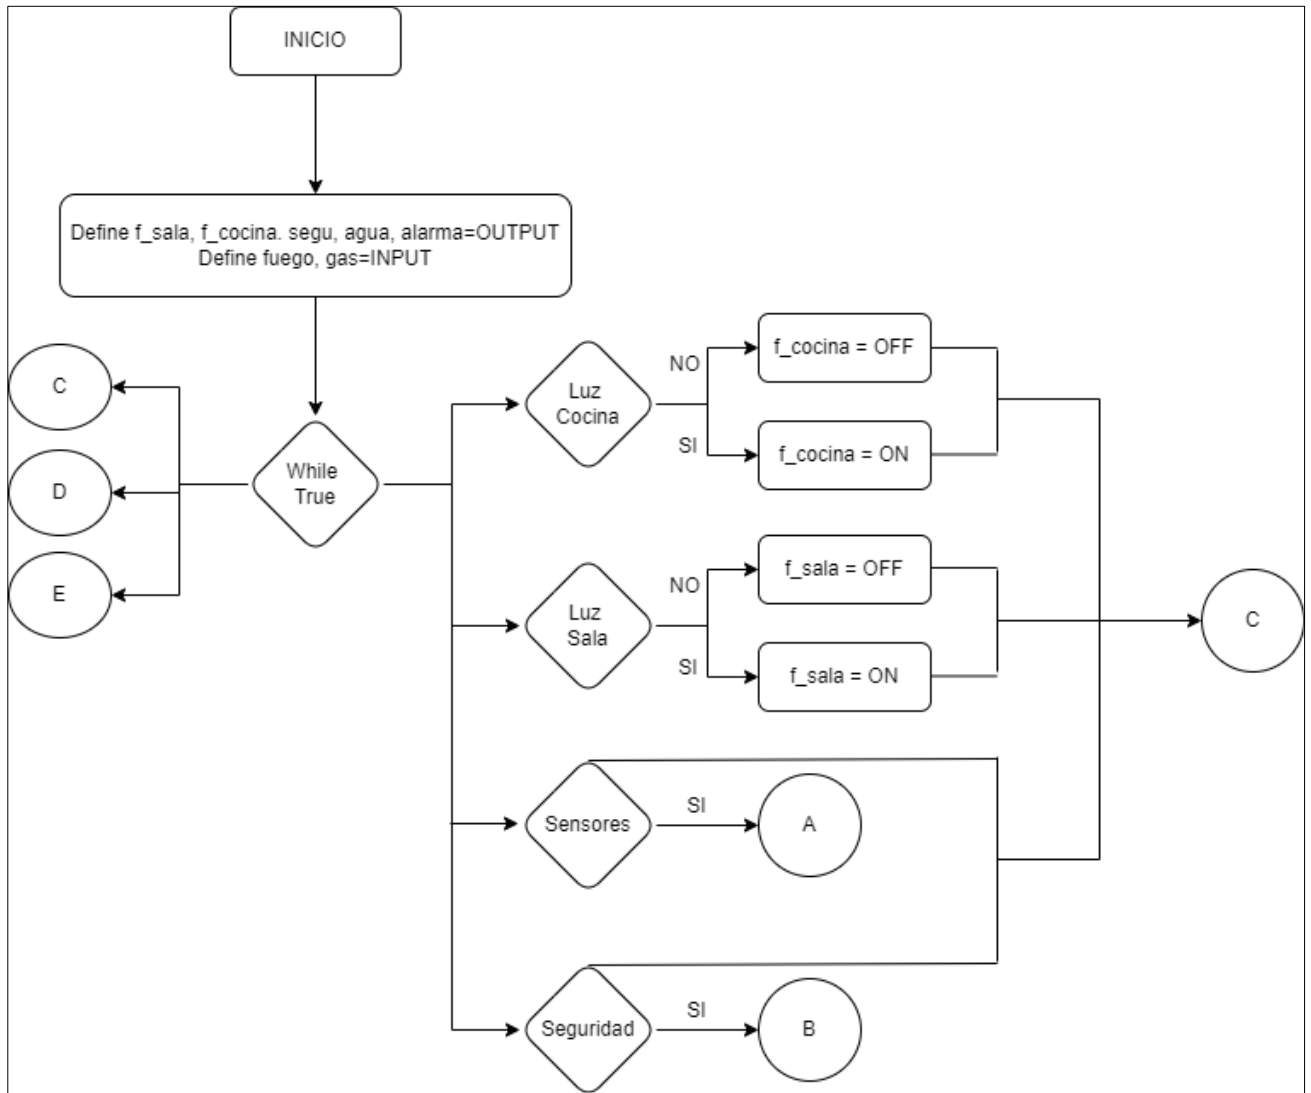 INICIO
Define f_sala, f_cocina. segu, agua, alarma=OUTPUT
Define fuego, gas=INPUT
C
D
E
While
True
Luz
Cocina
NO
SI
f_cocina = OFF
f_cocina = ON
Luz
Sala
NO
SI
f_sala = OFF
f_sala = ON
C
Sensores
SI
A
Seguridad
SI
B